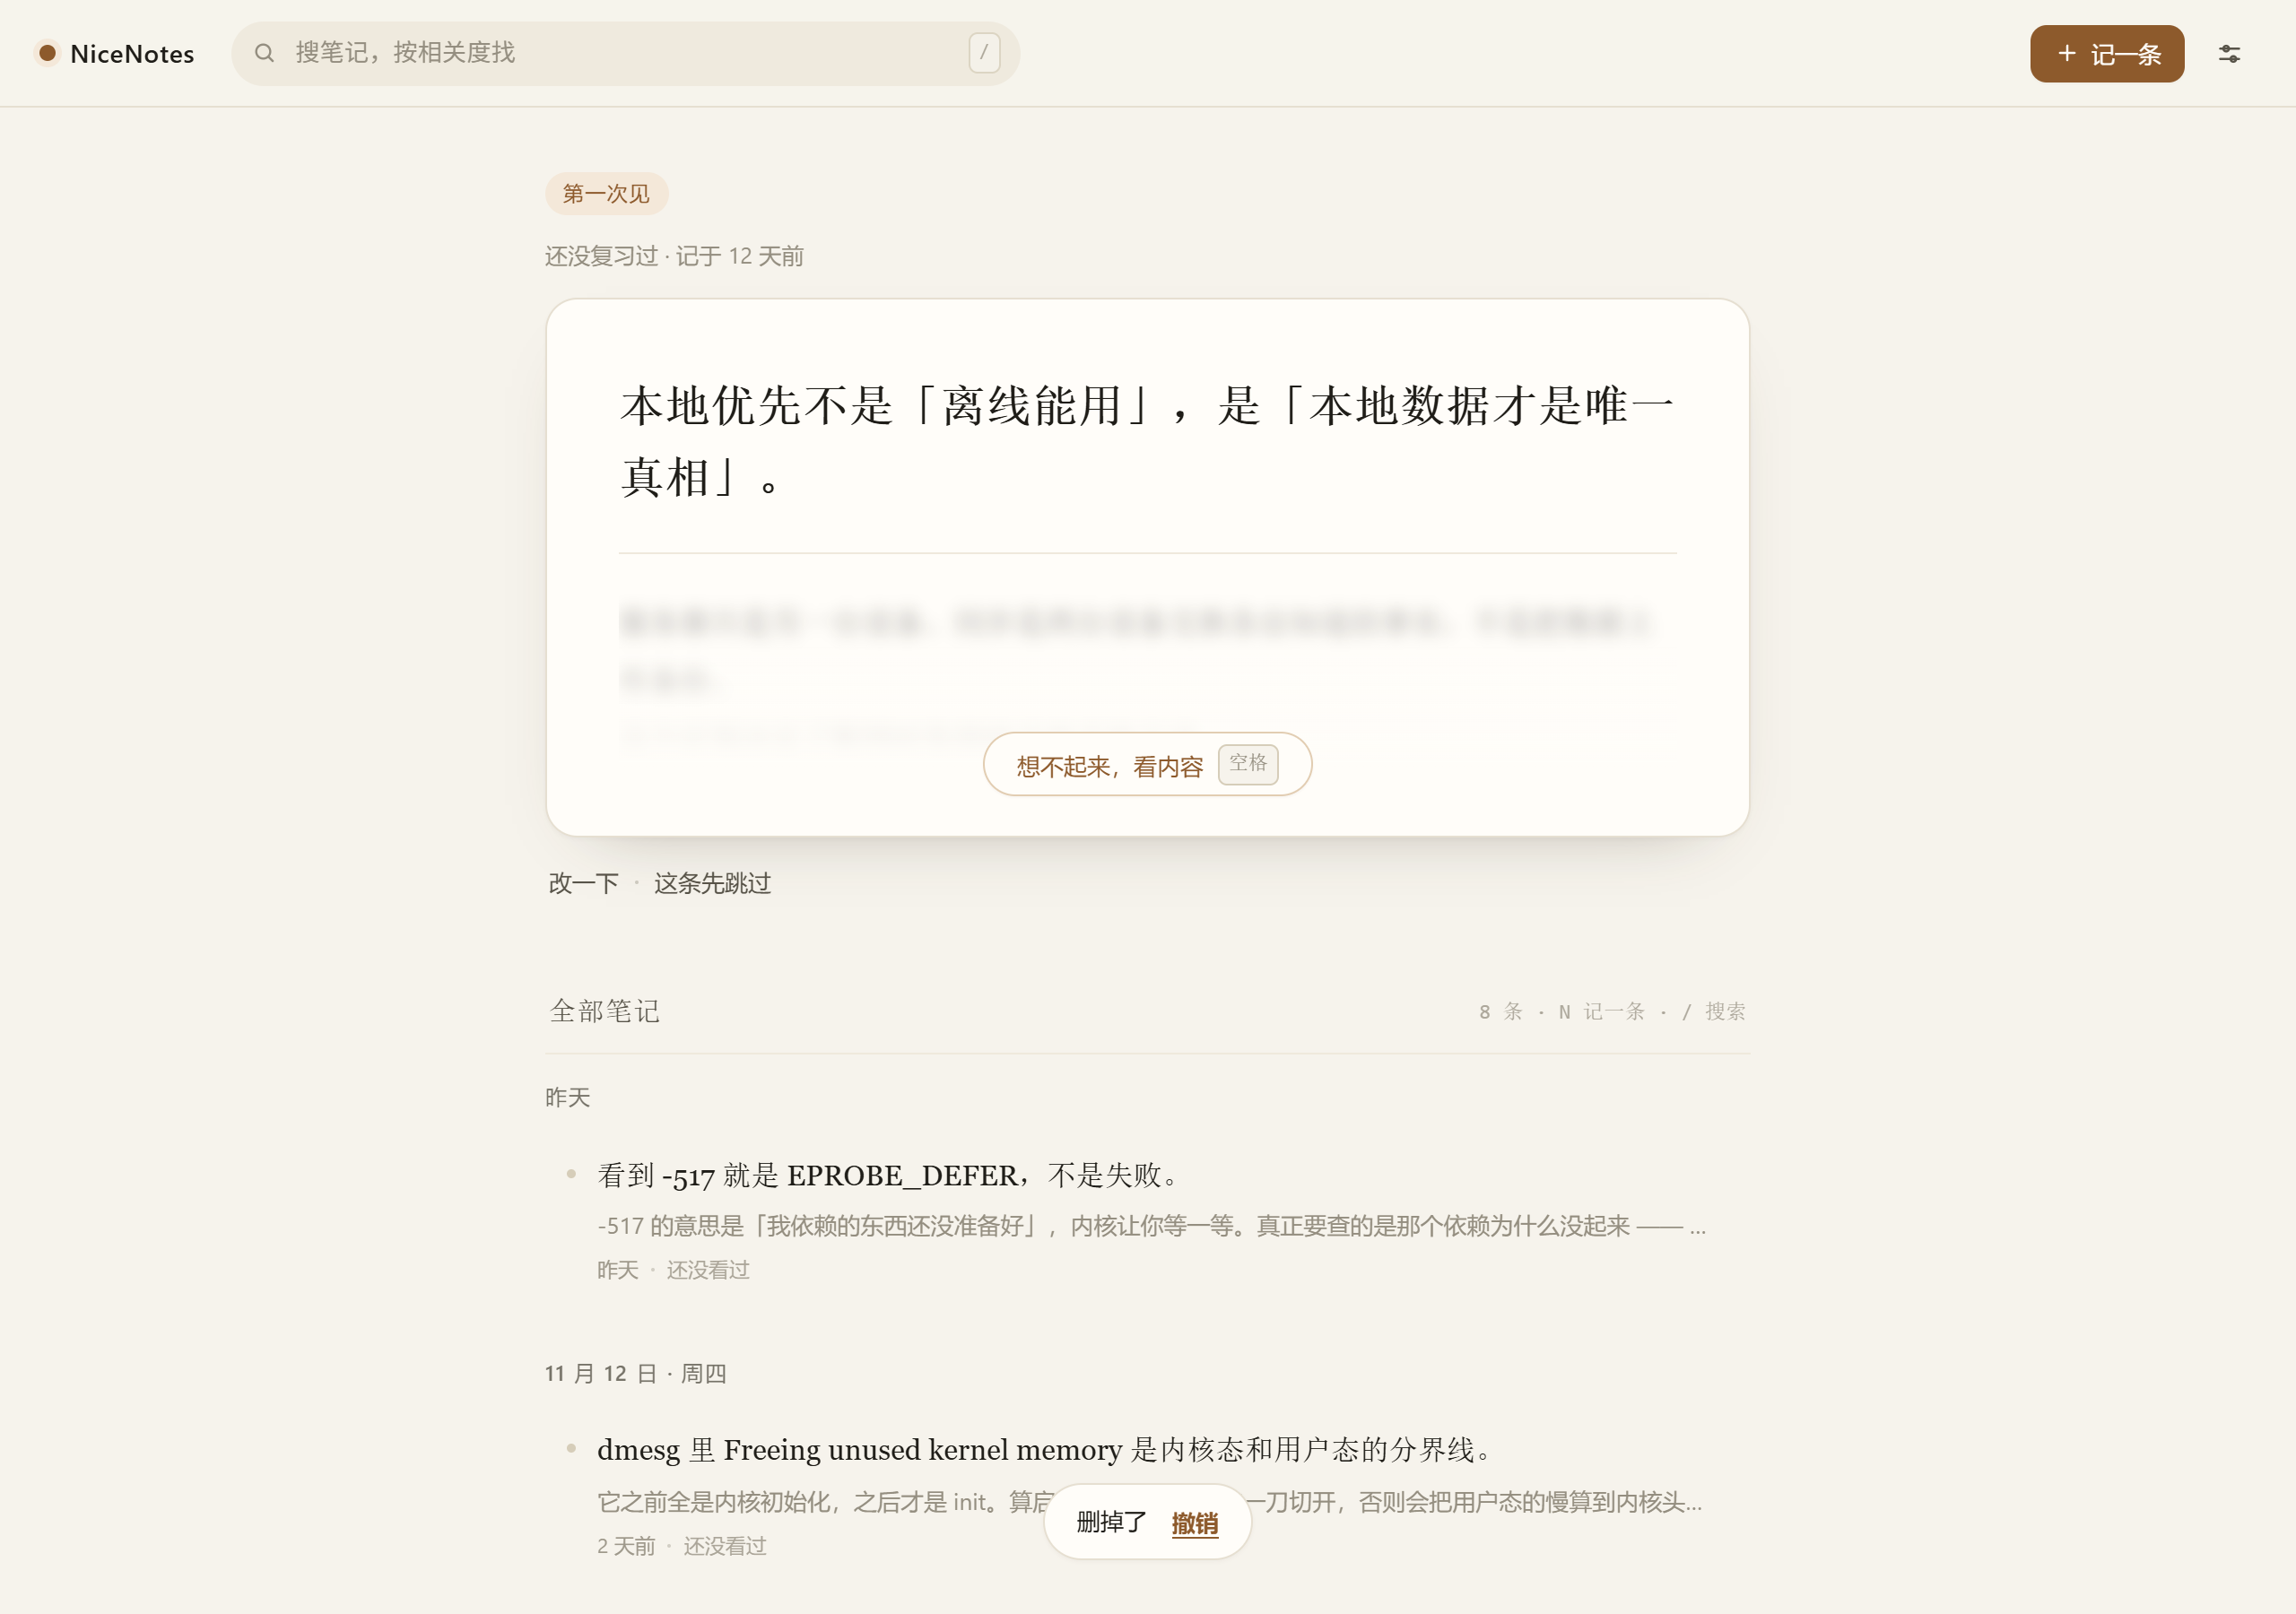 NiceNotes
搜笔记，按相关度找
/
+ 记一条
第一次见
还没复习过 · 记于 12 天前
本地优先不是「离线能用」，是「本地数据才是唯一
真相」。
想不起来，看内容 空格
改一下 · 这条先跳过
全部笔记
8 条 · N 记一条 · / 搜索
昨天
看到 -517 就是 EPROBE_DEFER，不是失败。
-517 的意思是「我依赖的东西还没准备好」，内核让你等一等。真正要查的是那个依赖为什么没起来 —— ...
昨天 · 还没看过
11 月 12 日 · 周四
dmesg 里 Freeing unused kernel memory 是内核态和用户态的分界线。
它之前全是内核初始化，之后才是 init。算启 一刀切开，否则会把用户态的慢算到内核头...
删掉了 撤销
2 天前 · 还没看过